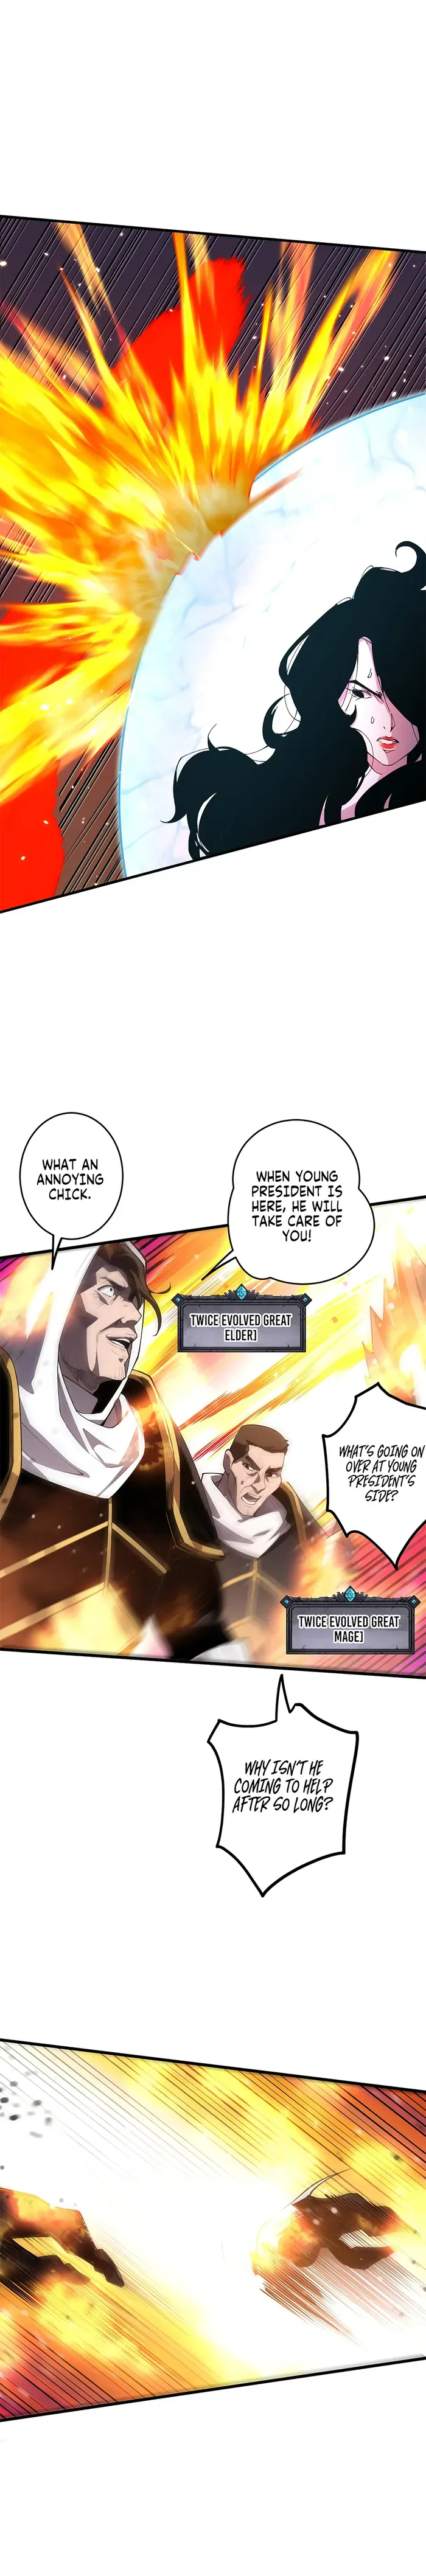 WHAT AN
ANNOYING
CHICK.
WHEN YOUNG
PRESIDENT IS
HERE, HE WILL
TAKE CARE OF
YOU!
[TWICE EVOLVED GREAT
ELDER]
WHAT'S GOING ON
OVER AT YOUNG
PRESIDENT'S
SIDE?
[TWICE EVOLVED GREAT
MAGE]
WHY ISN'T HE
COMING TO HELP
AFTER SO LONG?